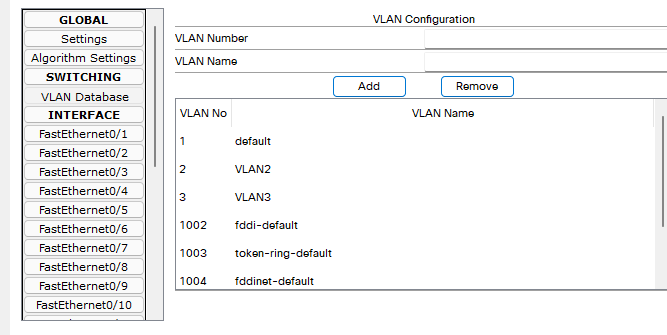 GLOBAL
Settings
Algorithm Settings
SWITCHING
VLAN Database
INTERFACE
FastEthernet0/1
FastEthernet0/2
FastEthernet0/3
FastEthernet0/4
FastEthernet0/5
FastEthernet0/6
FastEthernet0/7
FastEthernet0/8
FastEthernet0/9
FastEthernet0/10
VLAN Configuration
VLAN Number
VLAN Name
Add Remove
VLAN No VLAN Name
1 default
2 VLAN2
3 VLAN3
1002 fddi-default
1003 token-ring-default
1004 fddinet-default